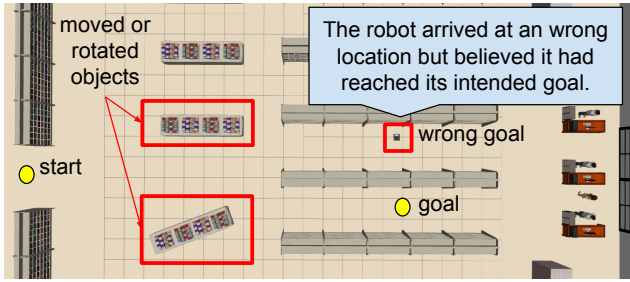 moved or
rotated
objects
The robot arrived at an wrong
location but believed it had
reached its intended goal.
wrong goal
start
goal